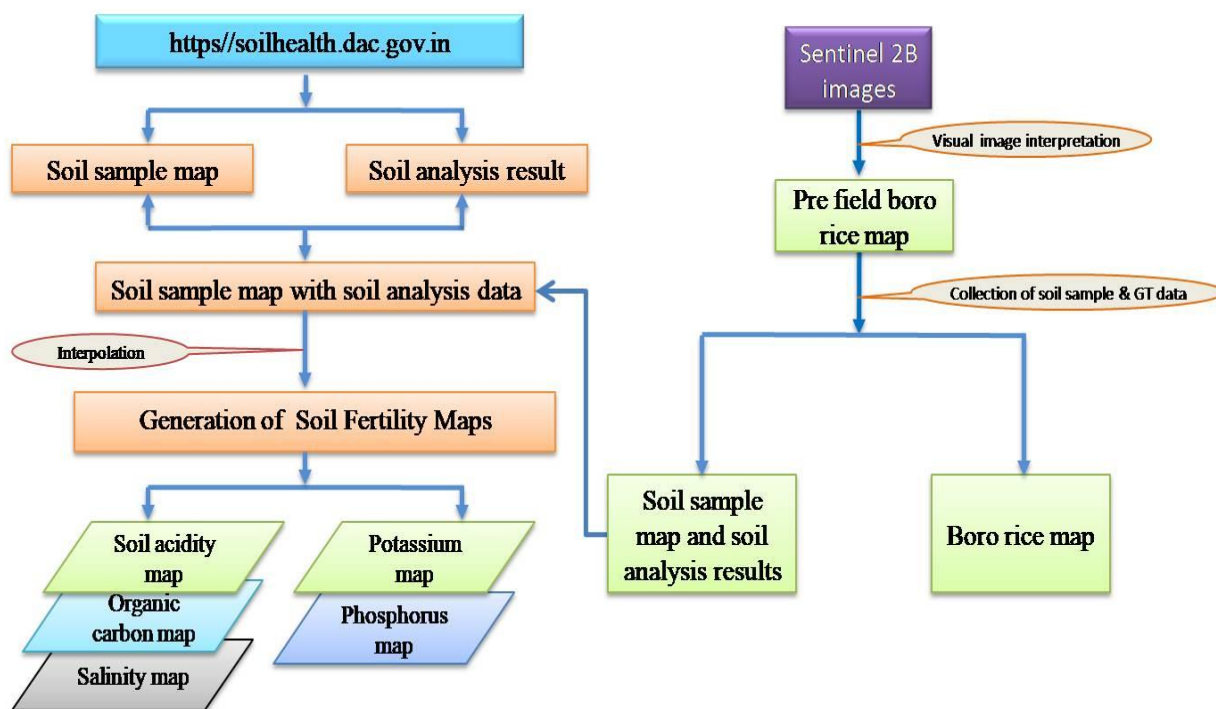 https//soilhealth.dac.gov.in
Soil sample map
Soil analysis result
Soil sample map with soil analysis data
Interpolation
Generation of Soil Fertility Maps
Soil acidity
map
Organic
carbon map
Salinity map
Potassium
map
Phosphorus
map
Sentinel 2B
images
Visual image interpretation
Pre field boro
rice map
Collection of soil sample & GT data
Soil sample
map and soil
analysis results
Boro rice map